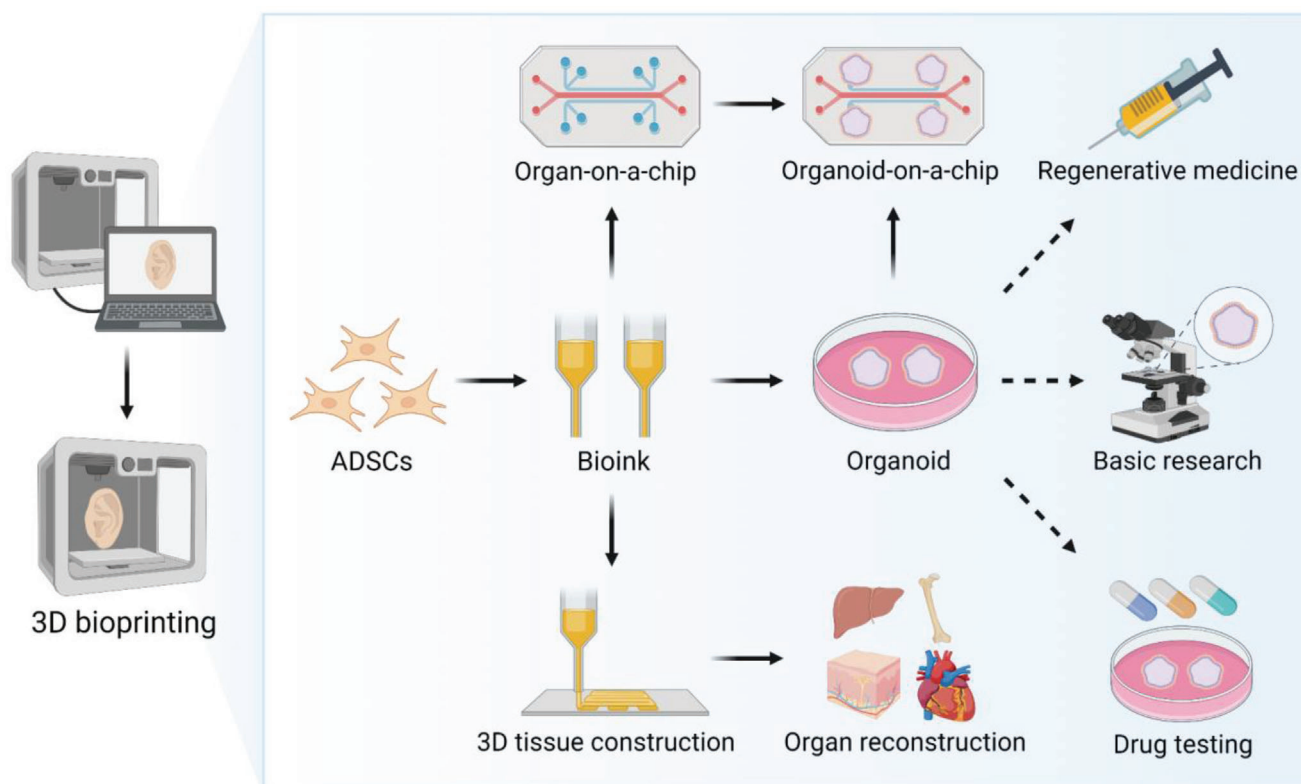 Organ-on-a-chip
Organoid-on-a-chip
Regenerative medicine
ADSCs
Bioink
Organoid
Basic research
3D bioprinting
3D tissue construction
Organ reconstruction
Drug testing